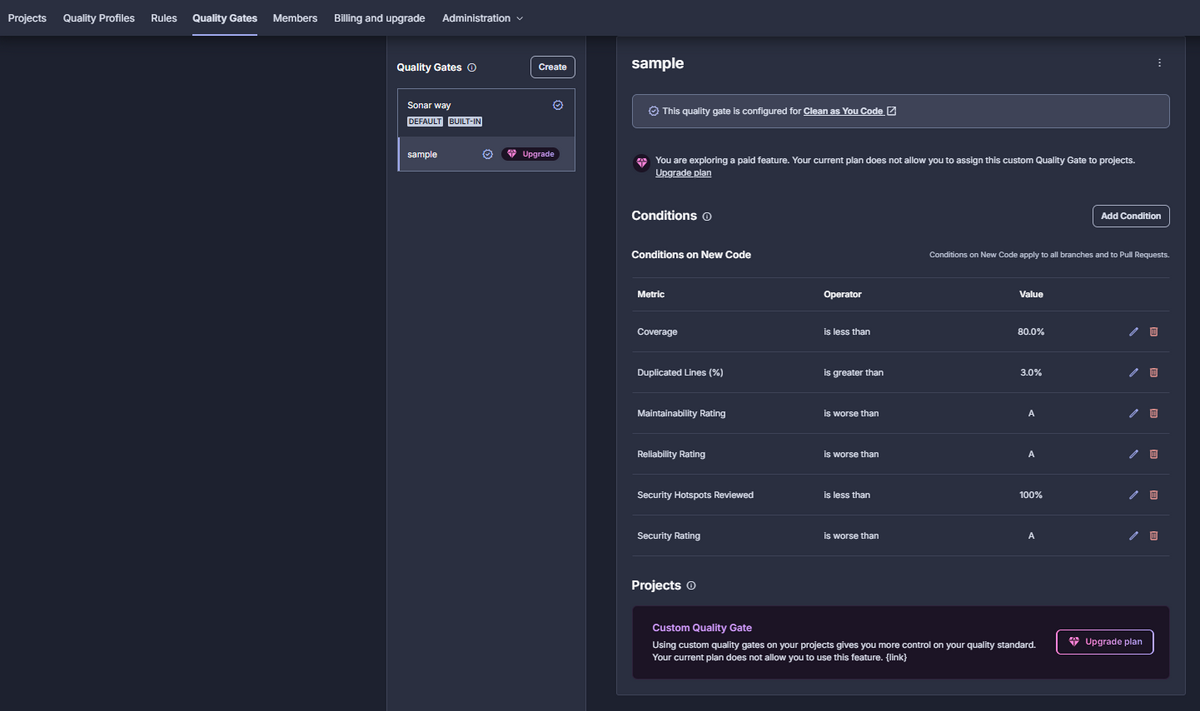 Projects Quality Profiles Rules Quality Gates Members Billing and upgrade Administration
Quality Gates
Create
Sonar way
DEFAULT BUILT-IN
sample Upgrade
sample
This quality gate is configured for Clean as You Code
You are exploring a paid feature. Your current plan does not allow you to assign this custom Quality Gate to projects.
Upgrade plan
Conditions
Add Condition
Conditions on New Code
Conditions on New Code apply to all branches and to Pull Requests.
Metric Operator Value
Coverage is less than 80.0%
Duplicated Lines (%) is greater than 3.0%
Maintainability Rating is worse than A
Reliability Rating is worse than A
Security Hotspots Reviewed is less than 100%
Security Rating is worse than A
Projects
Custom Quality Gate
Using custom quality gates on your projects gives you more control on your quality standard.
Your current plan does not allow you to use this feature. {link}
Upgrade plan